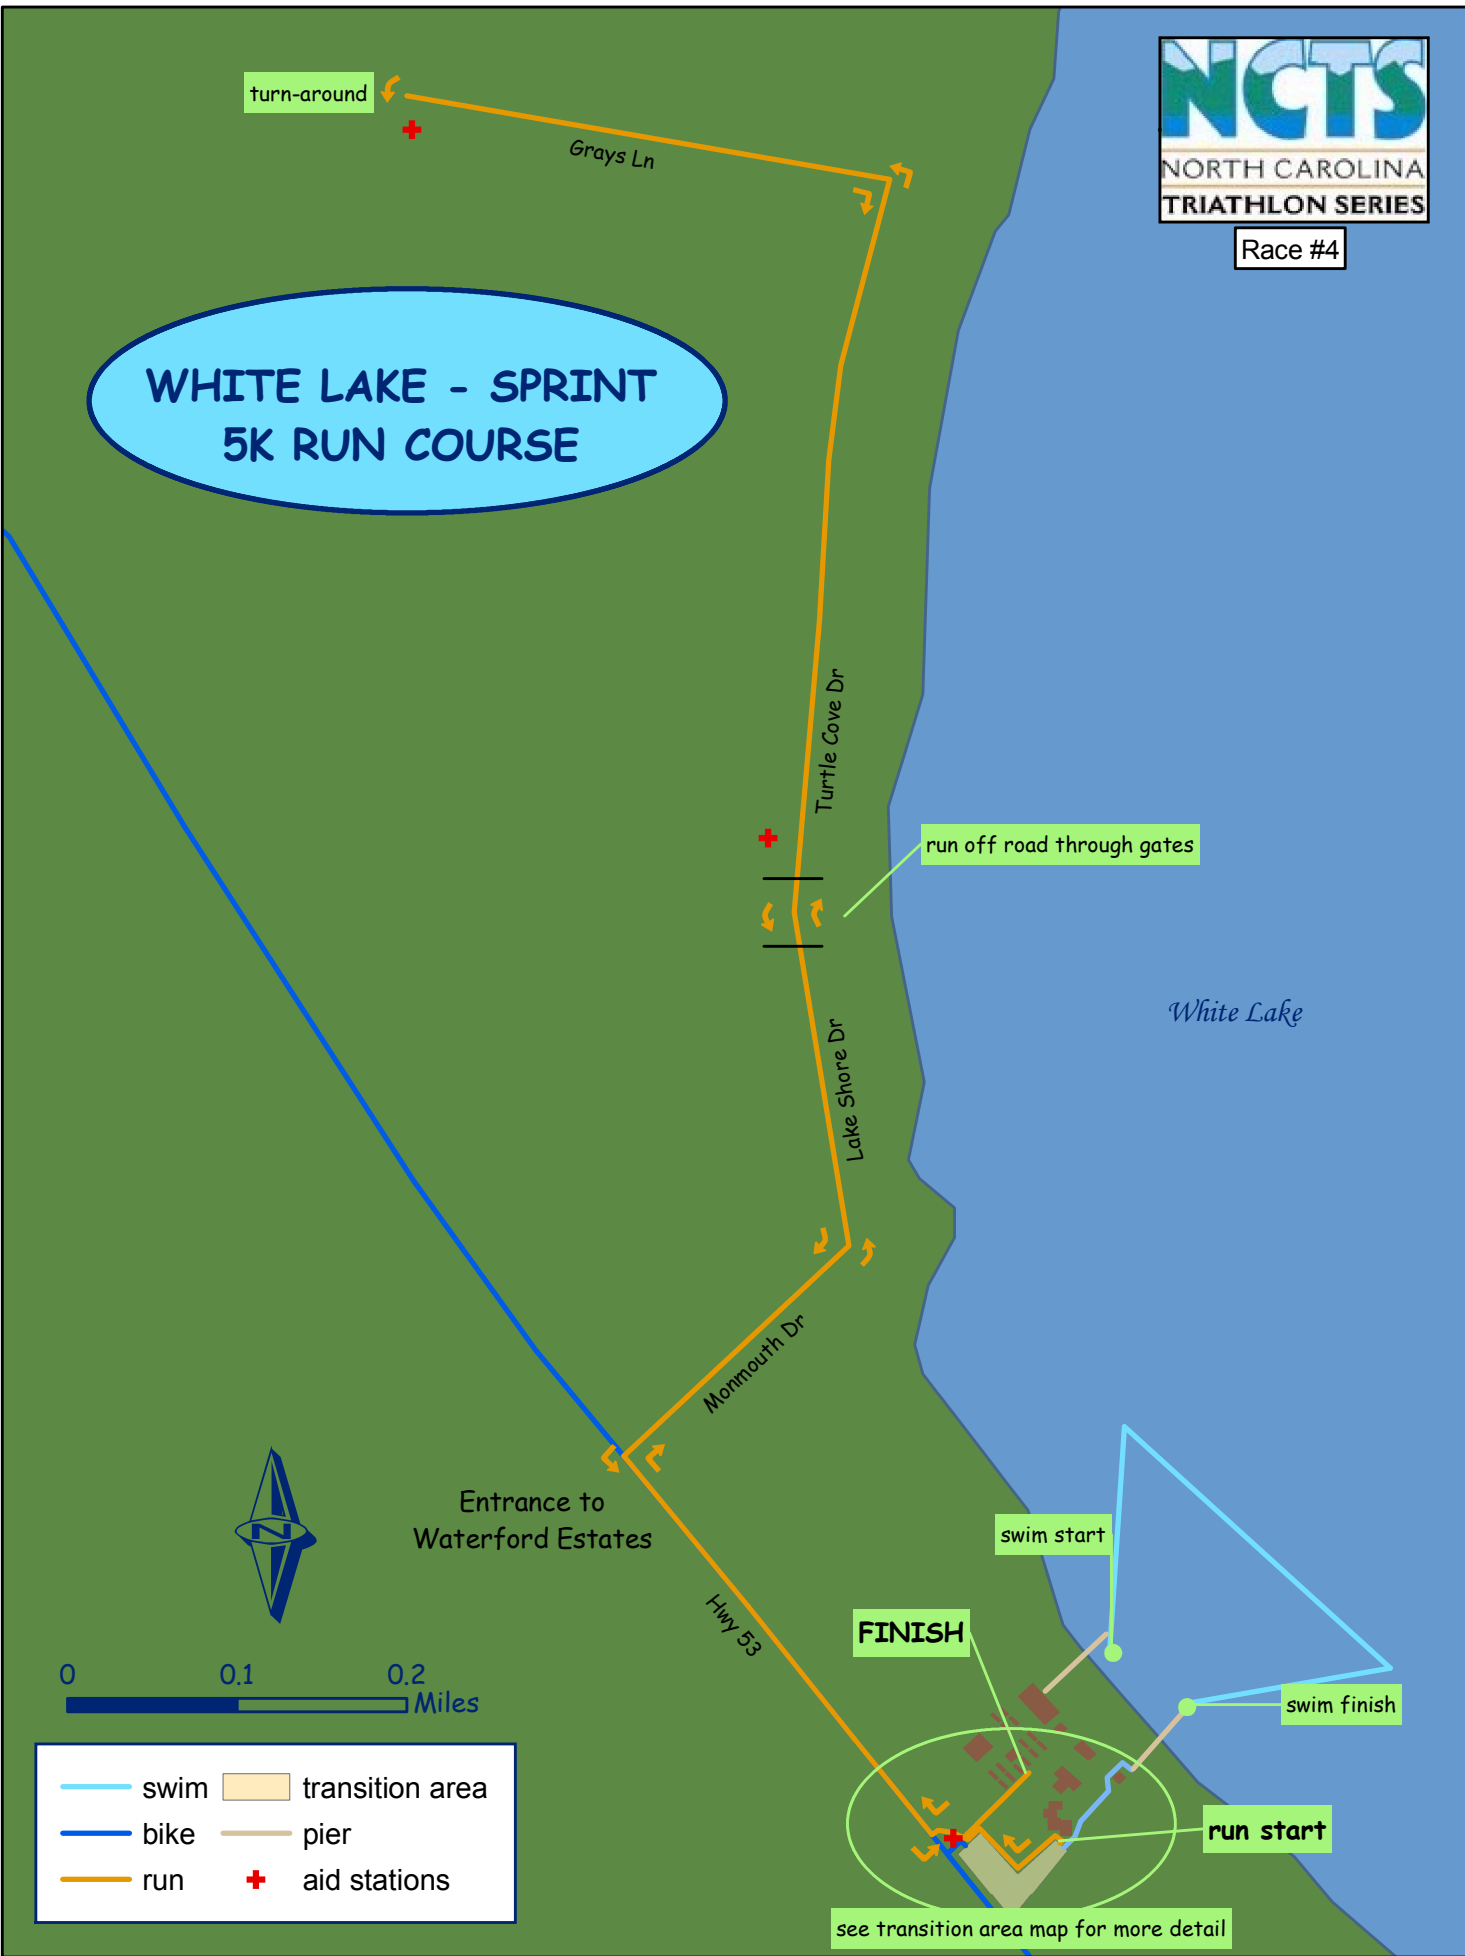 turn-around
Grays Ln
NCTS
NORTH CAROLINA
TRIATHLON SERIES
Race #4
WHITE LAKE - SPRINT
5K RUN COURSE
Turtle Cove Dr
run off road through gates
White Lake
Lake Shore Dr
Monmouth Dr
Entrance to
Waterford Estates
N
swim start
Hwy 53
FINISH
0 0.1 0.2
Miles
swim finish
swim transition area
bike pier
run aid stations
run start
see transition area map for more detail